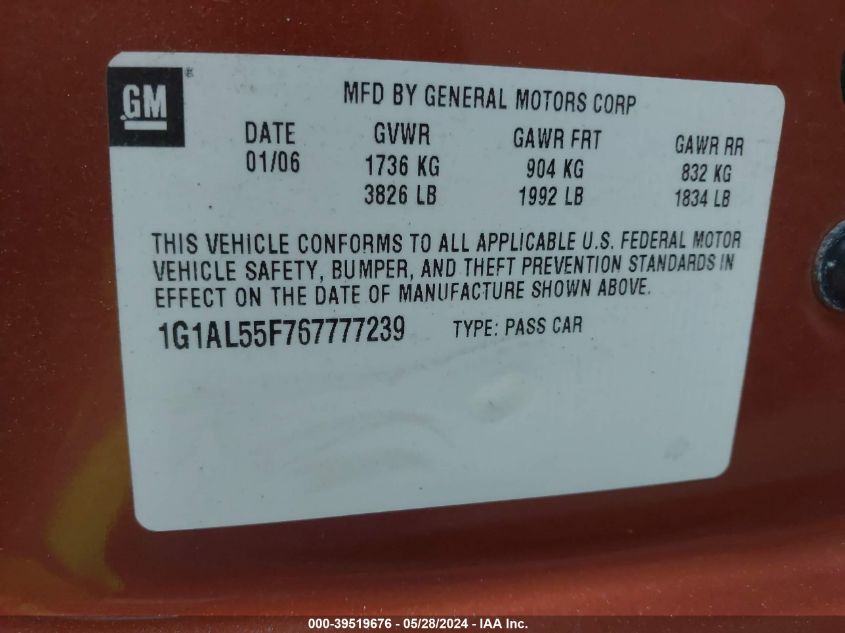 GM®
MFD BY GENERAL MOTORS CORP
DATE GVWR GAWR FRT GAWR RR
01/06 1736 KG 904 KG 832 KG
3826 LB 1992 LB 1834 LB
THIS VEHICLE CONFORMS TO ALL APPLICABLE U.S. FEDERAL MOTOR
VEHICLE SAFETY, BUMPER, AND THEFT PREVENTION STANDARDS IN
EFFECT ON THE DATE OF MANUFACTURE SHOWN ABOVE.
1G1AL55F767777239 TYPE: PASS CAR
000-39519676 - 05/28/2024 - IAA Inc.